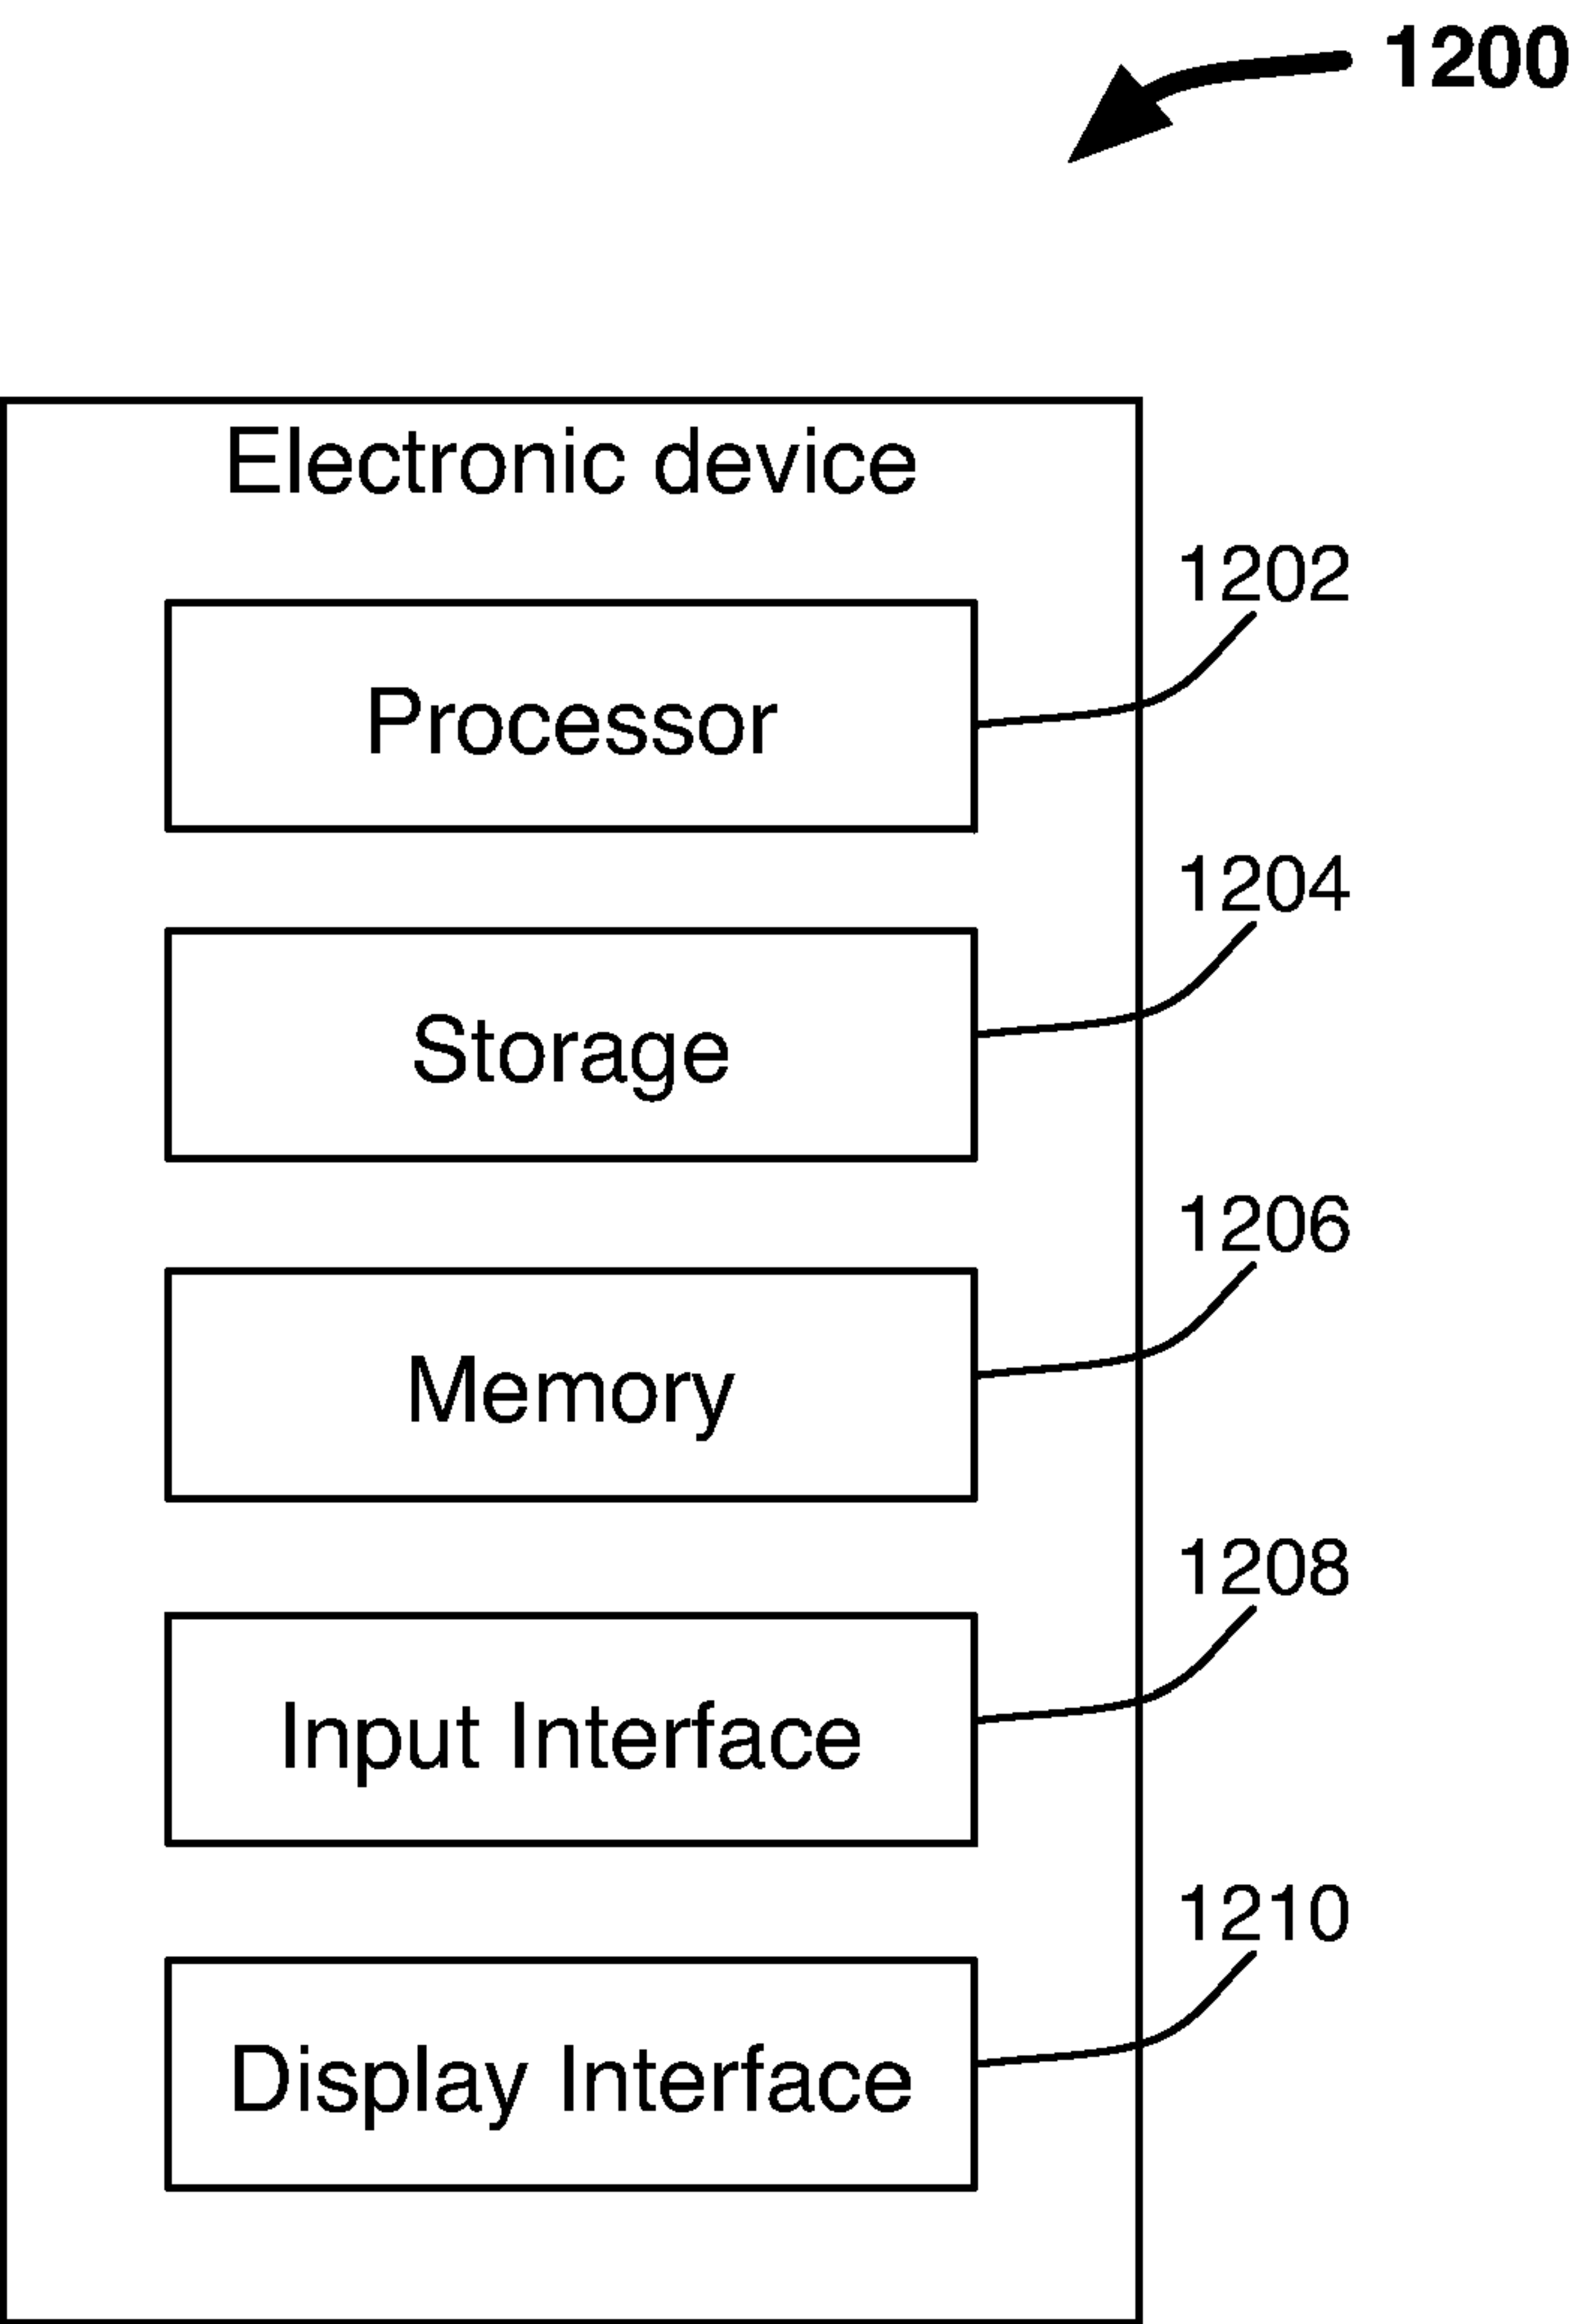 1200
Electronic device
1202
Processor
1204
Storage
1206
Memory
1208
Input Interface
1210
Display Interface